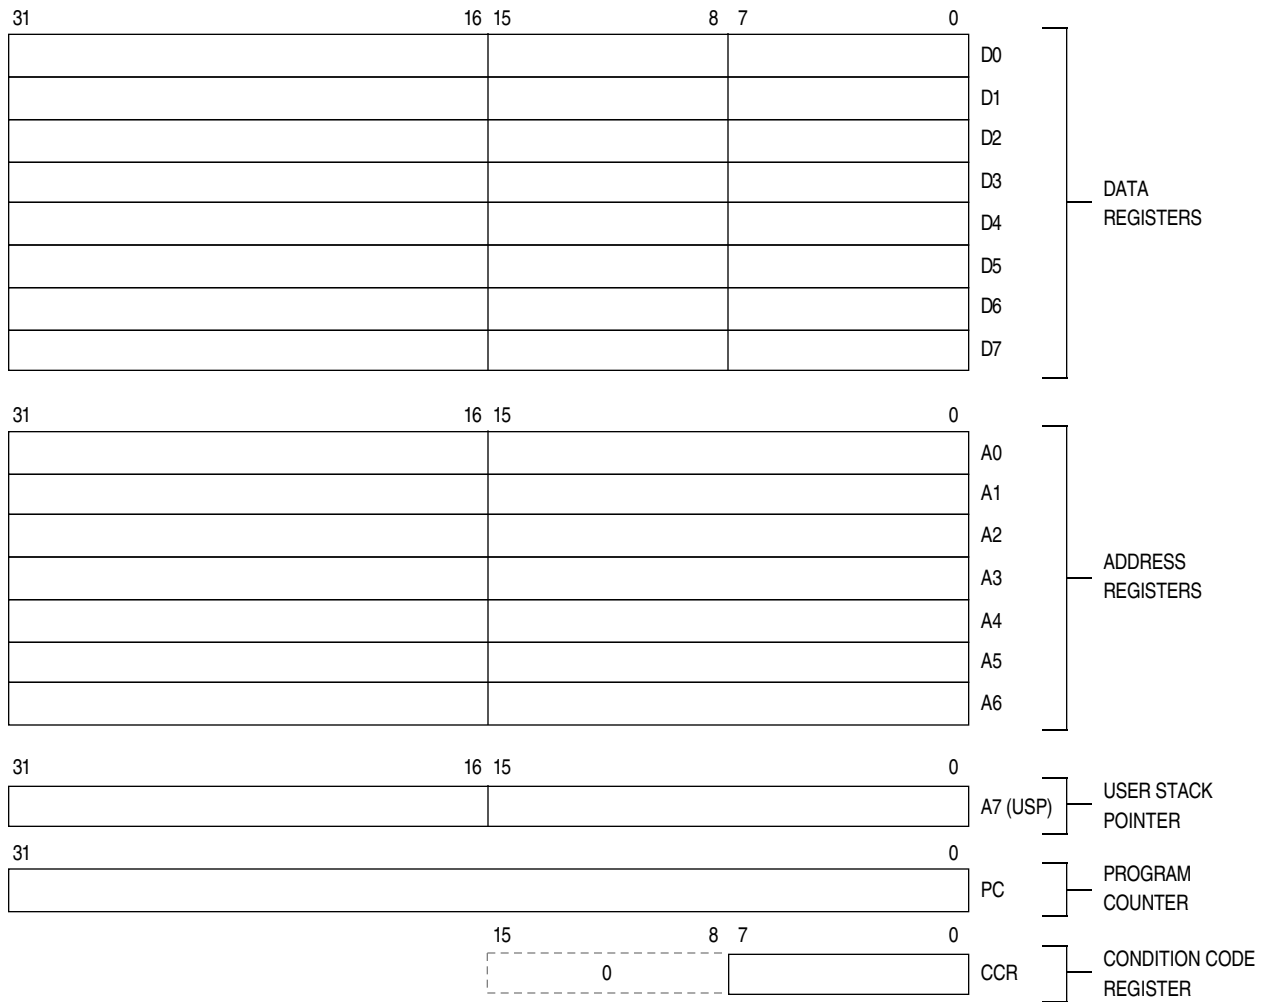 31 16 15 8 7 0
D0
D1
D2
D3
D4
D5
D6
D7
DATA
REGISTERS
31 16 15 0
A0
A1
A2
A3
A4
A5
A6
ADDRESS
REGISTERS
31 16 15 0
A7 (USP)
USER STACK
POINTER
31 0
PC
PROGRAM
COUNTER
15 8 7 0
0
CCR
CONDITION CODE
REGISTER